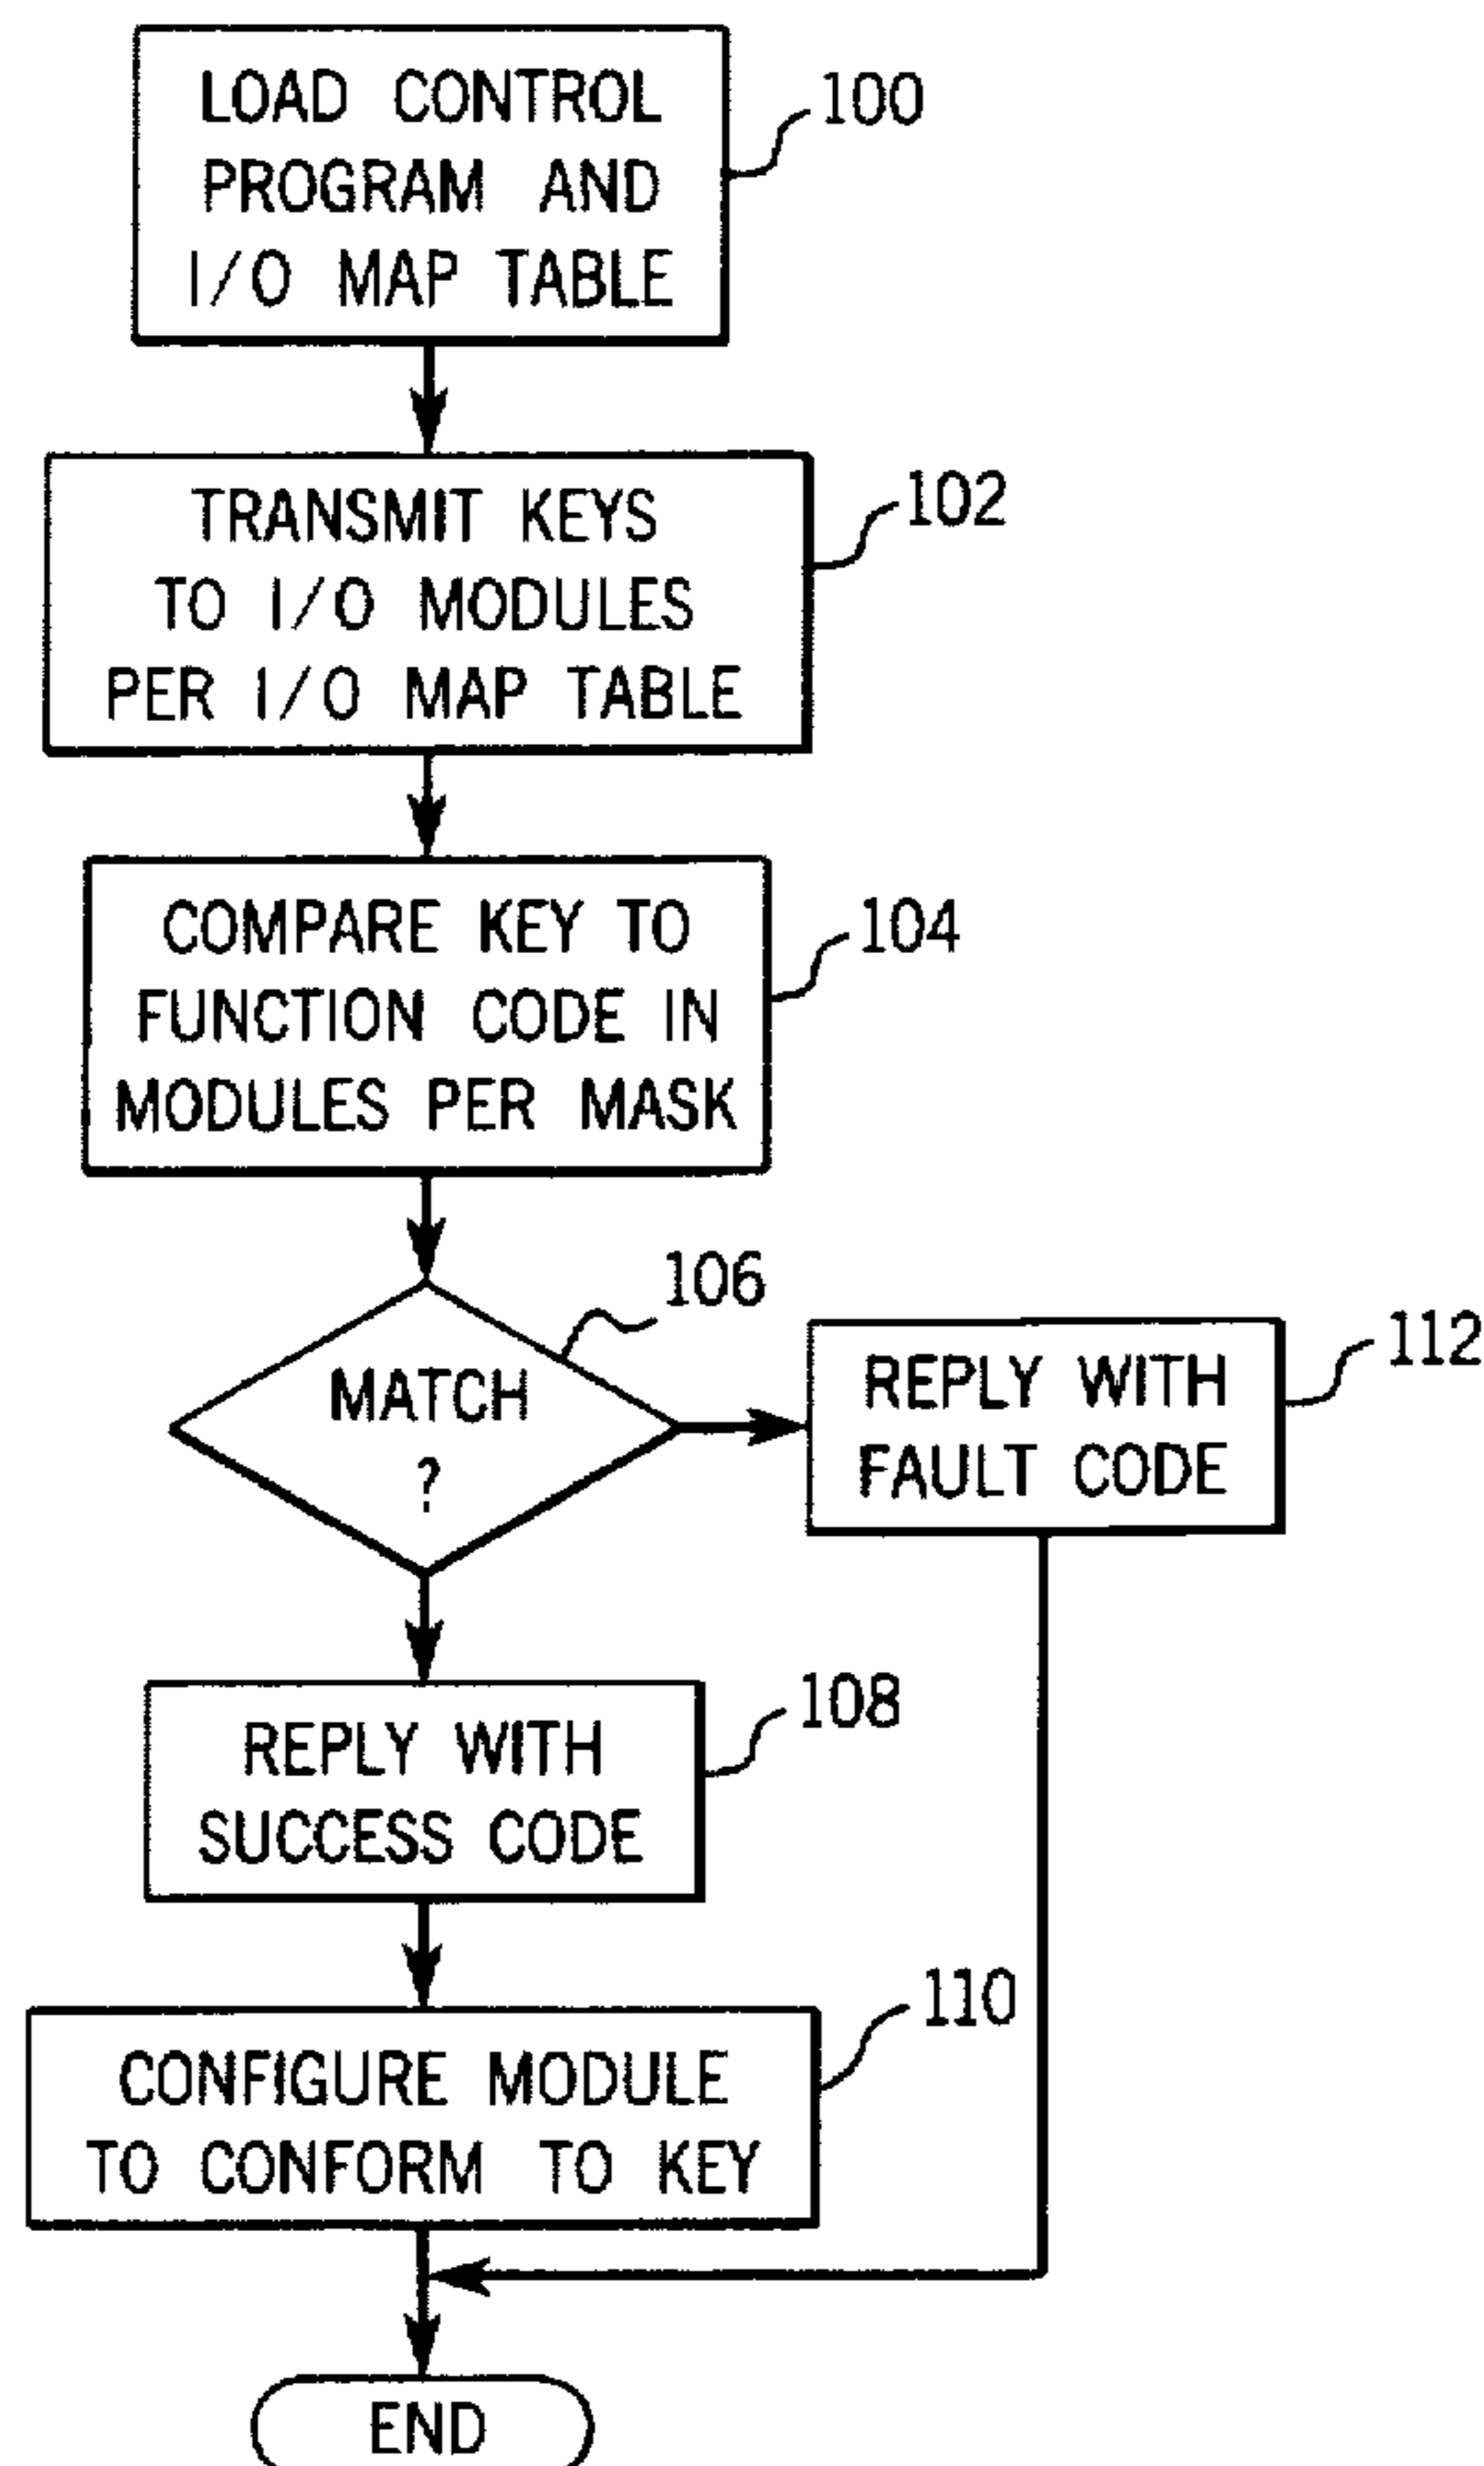 LOAD CONTROL
PROGRAM AND
I/O MAP TABLE
100
TRANSMIT KEYS
TO I/O MODULES
PER I/O MAP TABLE
102
COMPARE KEY TO
FUNCTION CODE IN
MODULES PER MASK
104
MATCH
?
106
REPLY WITH
FAULT CODE
112
REPLY WITH
SUCCESS CODE
108
CONFIGURE MODULE
TO CONFORM TO KEY
110
END